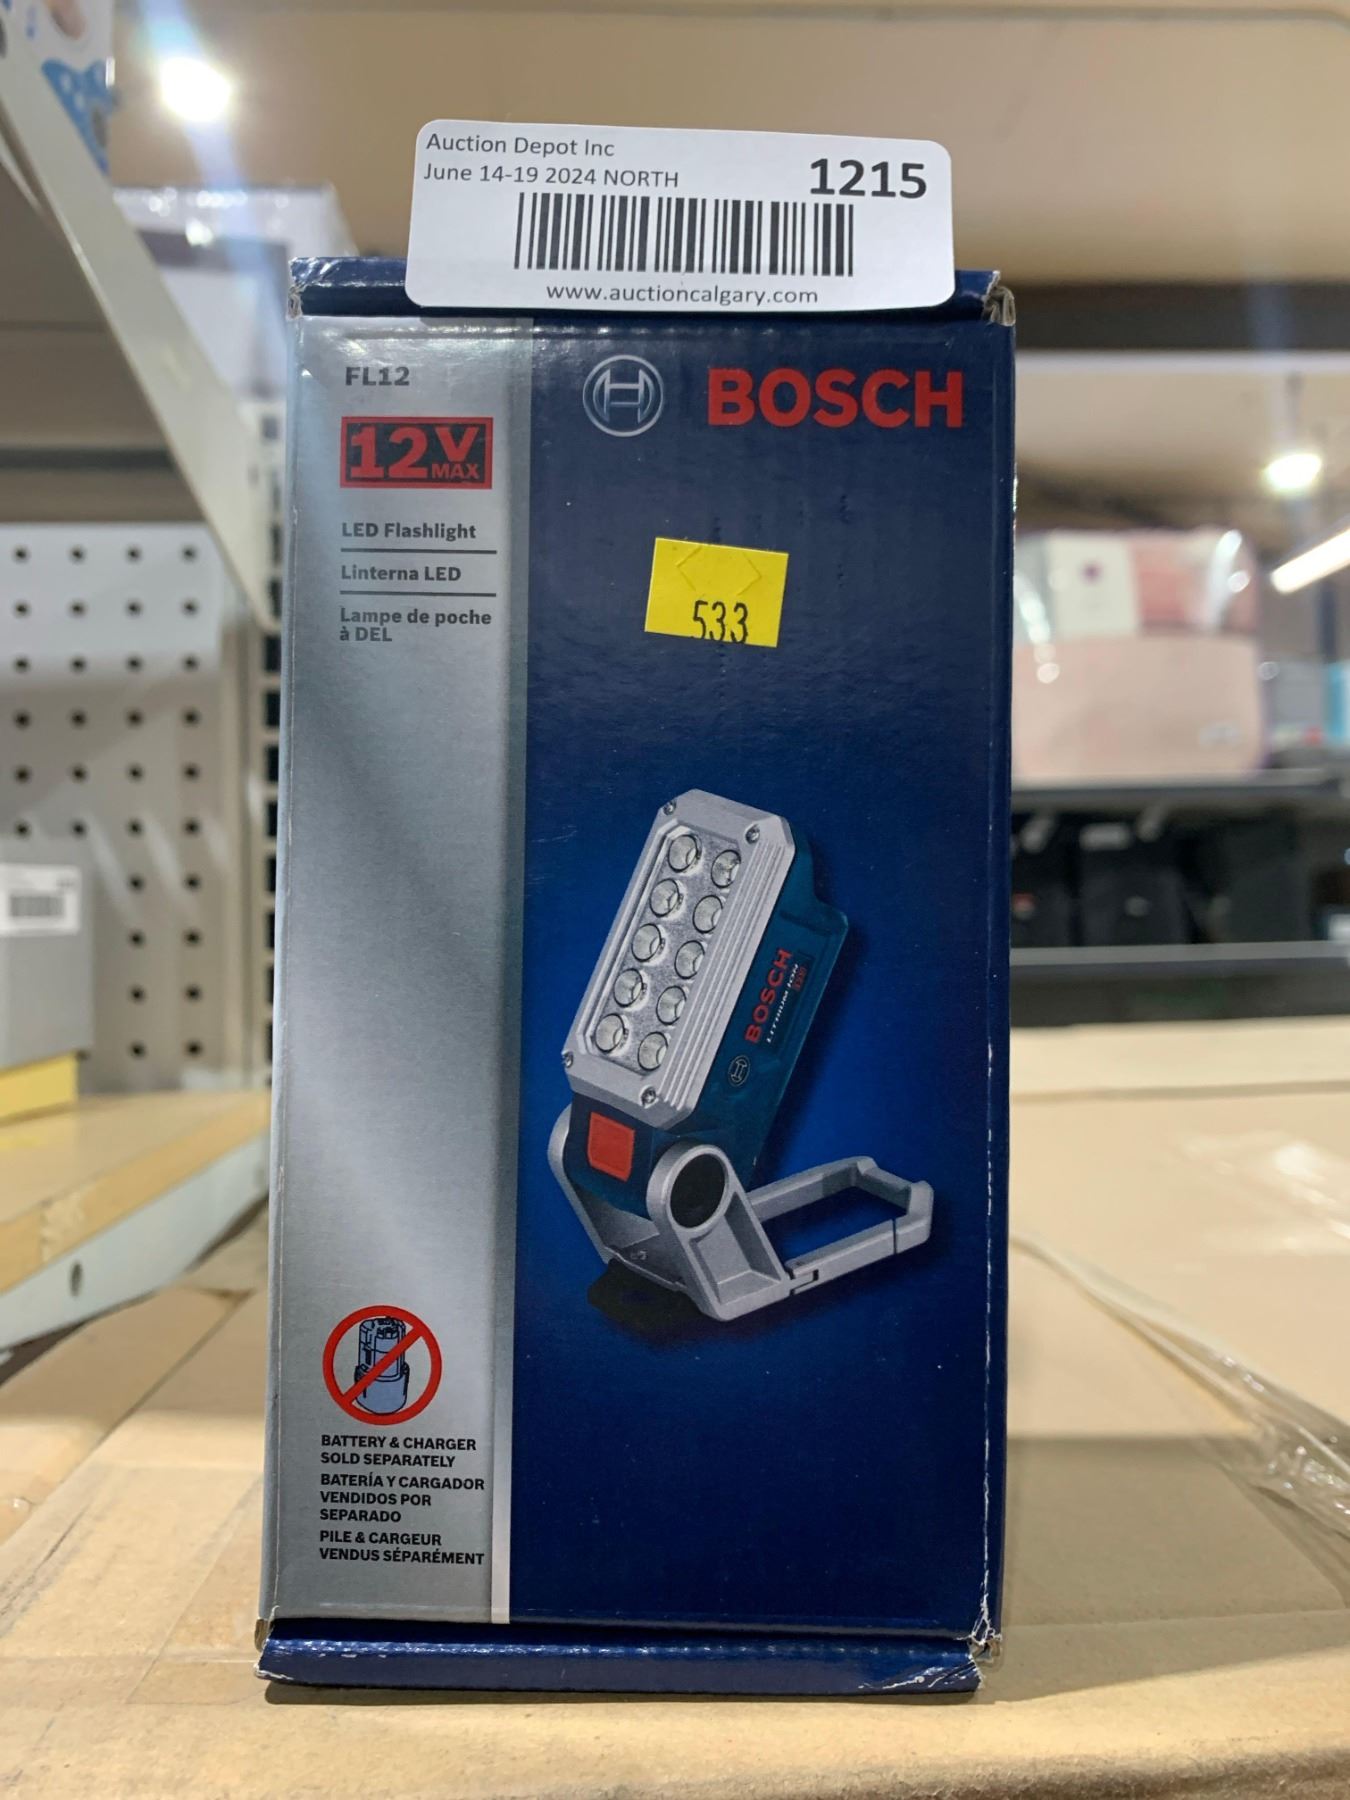 Auction Depot Inc
June 14-19 2024 NORTH
1215
www.auctioncalgary.com
FL12
BOSCH
12V MAX
LED Flashlight
Linterna LED
Lampe de poche
à DEL
533
BOSCH
LITHIUM-ION
BATTERY & CHARGER
SOLD SEPARATELY
BATERÍA Y CARGADOR
VENDIDOS POR
SEPARADO
PILE & CARGEUR
VENDUS SÉPARÉMENT